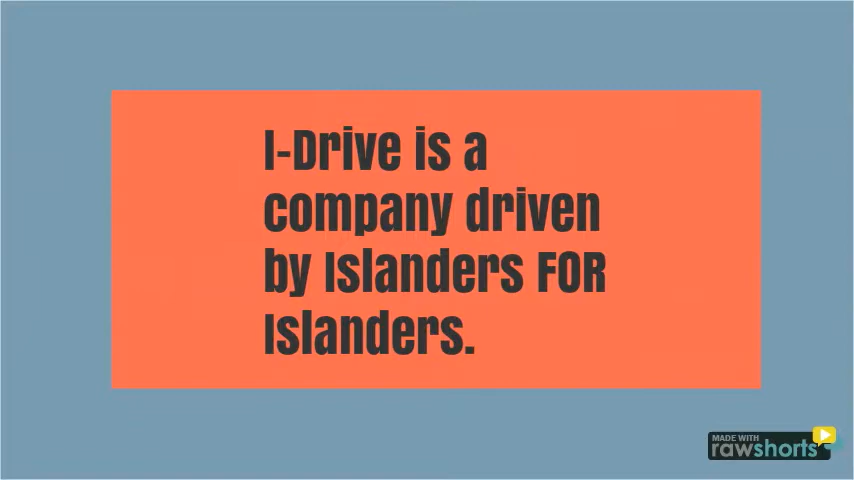 I-Drive is a
company driven
by Islanders FOR
Islanders.
MADE WITH
rawshorts